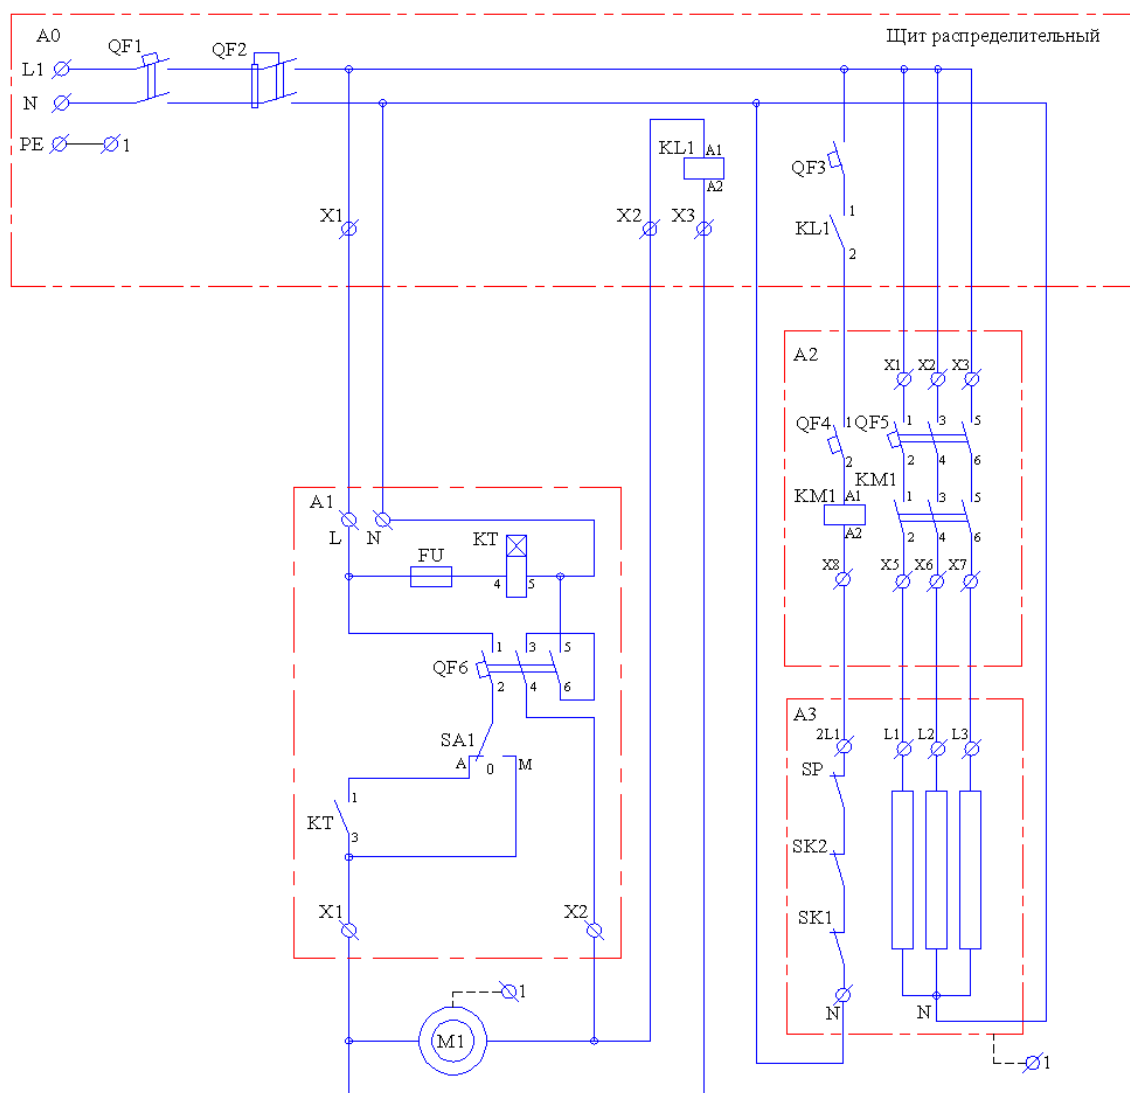 A0
QF1
QF2
Щит распределительный
L1
N
PE
1
KL1
A1
A2
QF3
X1
X2
X3
1
KL1
2
A2
X1
X2
X3
QF4
1
2
QF5
1
3
5
2
4
6
KM1
KM1
A1
A2
1
3
5
2
4
6
X8
X5
X6
X7
A1
L
N
FU
KT
4
5
QF6
1
3
5
2
4
6
SA1
A
0
M
KT
1
3
X1
X2
1
M1
A3
2L1
L1
L2
L3
SP
SK2
SK1
N
N
1